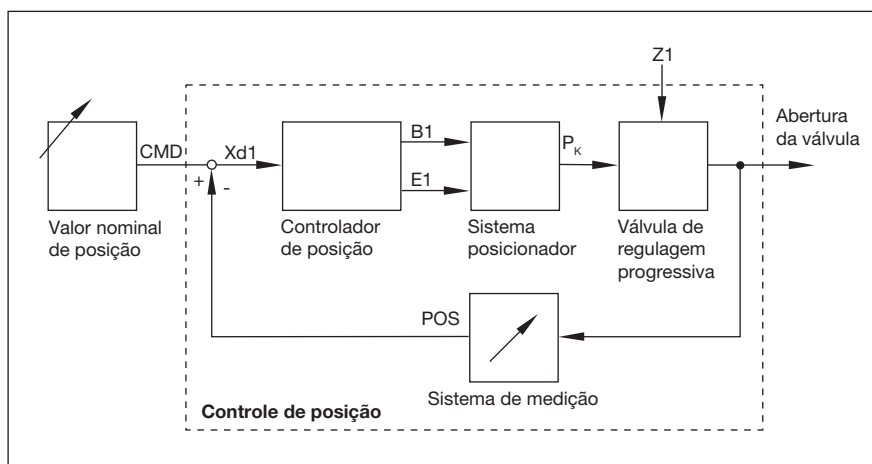 Z1
Abertura
da válvula
CMD
Xd1
B1
E1
P_K
+
-
Valor nominal
de posição
Controlador
de posição
Sistema
posicionador
Válvula de
regulagem
progressiva
POS
Sistema de medição
Controle de posição